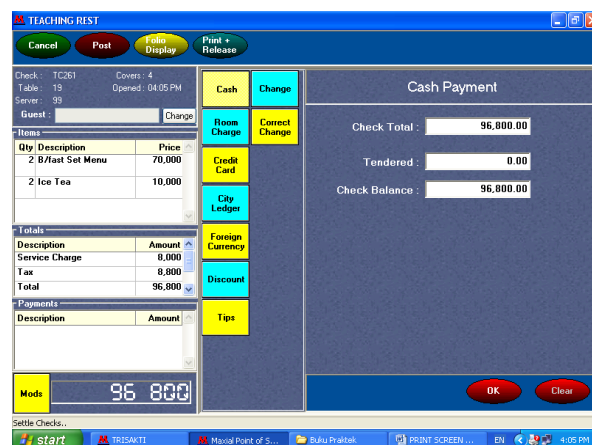 TEACHING REST
Cancel
Post
Folio Display
Print + Release
Check : TC261 Covers : 4
Table : 19 Opened : 04:05 PM
Server : 99
Guest : Change
Items
Qty Description Price
2 B/fast Set Menu 70,000
2 Ice Tea 10,000
Totals
Description Amount
Service Charge 8,000
Tax 8,800
Total 96,800
Payments
Description Amount
Mods 96 800
Cash Change
Room Charge
Correct Change
Credit Card
City Ledger
Foreign Currency
Discount
Tips
Cash Payment
Check Total : 96,800.00
Tendered : 0.00
Check Balance : 96,800.00
OK Clear
Settle Checks..
start TRISAKTI Maxial Point of S... Buku Praktek PRINT SCREEN ... EN 4:05 PM